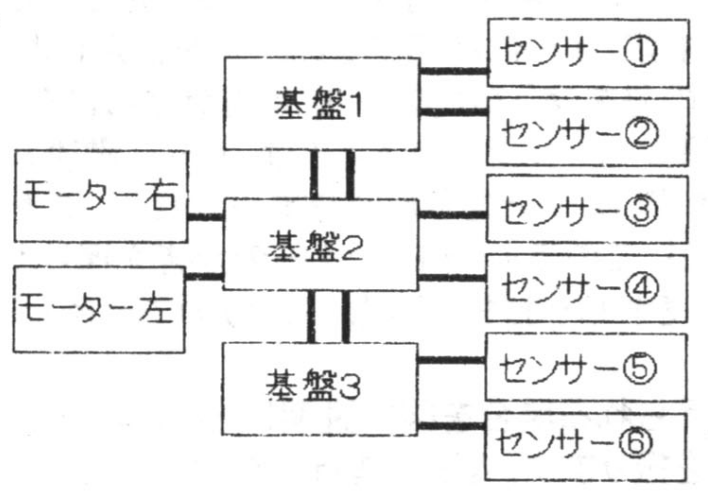 センサー①
基盤1
センサー②
モーター右
センサー③
基盤2
センサー④
モーター左
センサー⑤
基盤3
センサー⑥